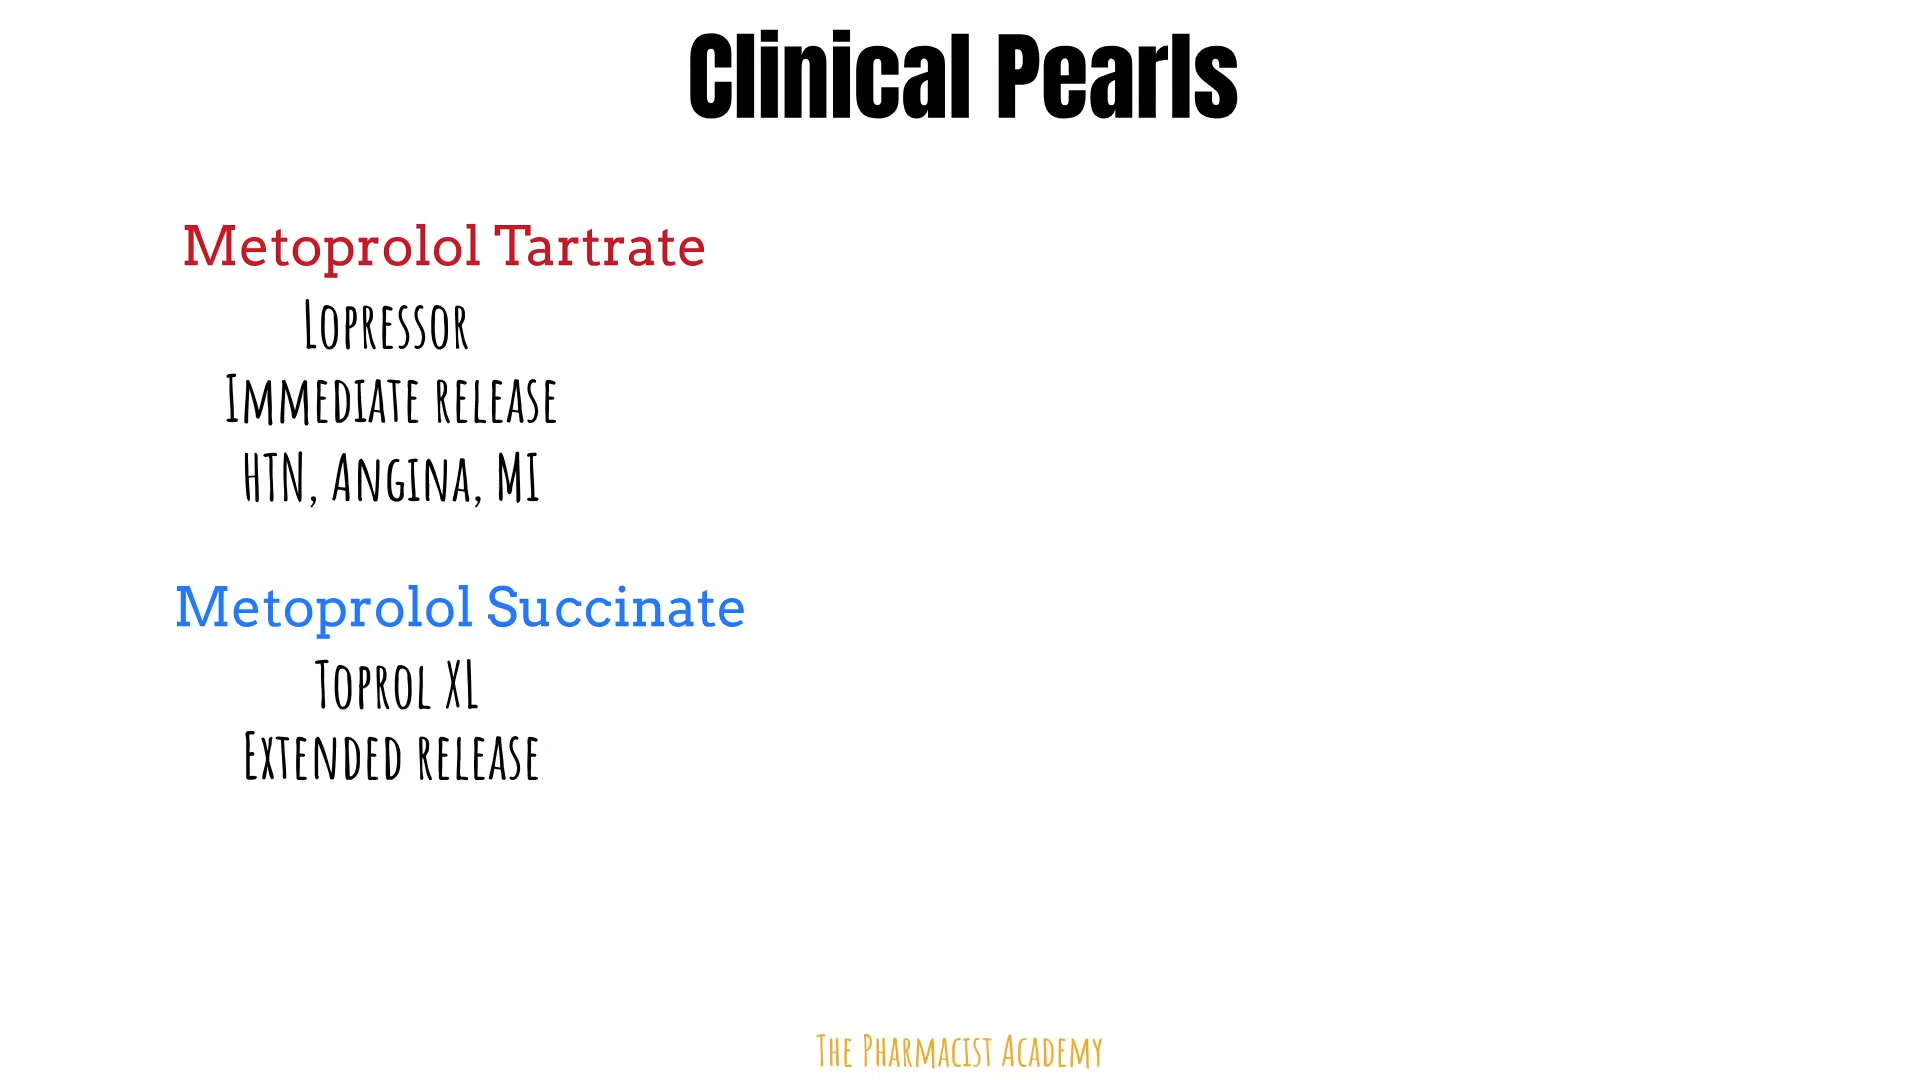 Clinical Pearls
Metoprolol Tartrate
Lopressor
Immediate release
HTN, Angina, MI
Metoprolol Succinate
Toprol XL
Extended release
The Pharmacist Academy